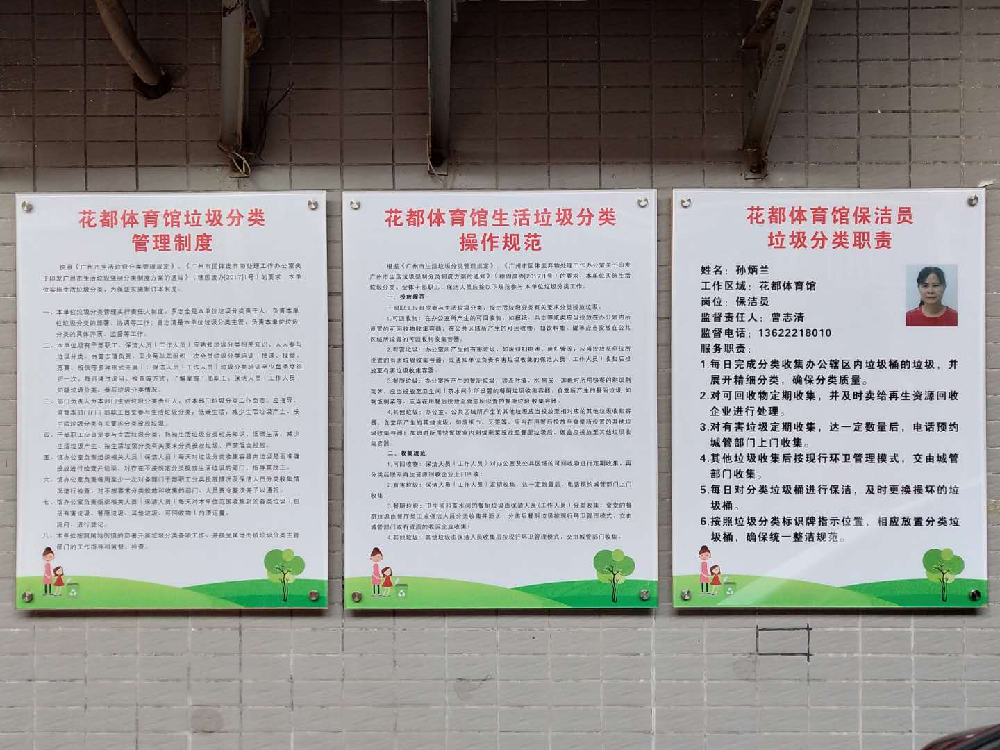 花都体育馆垃圾分类
管理制度
按照《广州市生活垃圾分类管理规定》、《广州市固体废弃物处理工作办公室关
于印发广州市生活垃圾强制分类制度方案的通知》（穗固废办[2017]1号）的要求，本单
位实施生活垃圾分类，为保证实施制订本制度。
一、本单位垃圾分类管理实行责任人制度。罗志全是本单位垃圾分类责任人，负责本单
位垃圾分类的部署、协调等工作；曾志清是本单位垃圾分类主管，负责本单位垃圾
分类的具体开展、监督等工作。
二、本单位所有干部职工、保洁人员（工作人员）应熟知垃圾分类相关知识、人人参与
垃圾分类。由曾志清负责，至少每半年组织一次全员垃圾分类培训（授课、视频、
竞赛、班信等多种形式开展）；保洁人员（工作人员）垃圾分类培训至少每季度组
织一次，每月通过询问、检查等方式，了解掌握干部职工、保洁人员（工作人员）
知晓垃圾分类、参与垃圾分类情况。
三、部门负责人为本部门生活垃圾分类责任人，对本部门垃圾分类工作负责。应指导、
监督本部门门干部职工自觉参与生活垃圾分类，低碳生活，减少生活垃圾产生、按
生活垃圾分类有关要求分类投放垃圾。
四、干部职工应自觉参与生活垃圾分类，熟知生活垃圾分类相关知识，低碳生活、减少
生活垃圾产生、按生活垃圾分类有关要求分类投放垃圾，严禁混合投放。
五、馆办公室负责组织相关人员（保洁人员）每天对垃圾分类收集容器内垃圾是否准确
投放进行检查并记录，对存在不按规定分类投放生活垃圾的部门，指导其改正。
六、馆办公室负责每周至少一次对各部门干部职工分类投放情况及保洁人员分类收集情
况进行检查，对不按要求分类投放和收集的部门、人员责令整改并予以通报。
七、馆办公室负责组织相关人员（保洁人员）每天对本单位范围收集到的各类垃圾（包
括有害垃圾、餐厨垃圾、其他垃圾、可回收物）的清运量、
流向，进行登记。
八、本单位按照属地街镇的部署开展垃圾分类各项工作，并接受属地街镇垃圾分类主管
部门的工作指导和监督、检查。
花都体育馆生活垃圾分类
操作规范
根据《广州市生活垃圾分类管理规定》、《广州市固体废弃物处理工作办公室关于印发
广州市生活垃圾强制分类制度方案的通知》（穗固废办[2017]1号）的要求，本单位实施生活
垃圾分类。全体干部职工、保洁人员应按以下规范参与 本单位垃圾分类工作。
一、投放规范
干部职工应自觉参与生活垃圾分类，按生活垃圾分类有关要求分类投放垃圾。
1.可回收物：在办公室所产生的可回收物，如报纸、杂志等纸类应当投放在办公室内所
设置的可回收物收集容器；在公共区域所产生的可回收物，如饮料瓶、罐等应当投放在公共
区域所设置的可回收物收集容器。
2.有害垃圾：办公室所产生的有害垃圾，如废纽扫电池、废灯管等，应当投放至单位所
设置的有害垃圾收集容器，或通知单位负责有害垃圾收集的保洁人员（工作人员）收集后投
放至有害垃圾收集容器。
3.餐厨垃圾：办公室所产生的餐厨垃圾，如茶叶渣、水果皮、加班时所用快餐的剩饭剩
菜等，应当投放至卫生间（茶水间）所设置的餐厨垃圾收集容器；食堂所产生的餐厨垃圾，如
剩饭剩菜等，应当在用餐后投放至食堂所设置的餐厨垃圾 收集容器。
4.其他垃圾：办公室、公共区域所产生的其他垃圾应当投放至相对应的其他垃圾收集容
器；食堂所产生的其他垃圾，如废纸巾、牙签等，应当在用餐后投放至食堂所设置的其他垃
圾收集容器；加班时所用快餐饭盒内剩饭剩菜投放至餐厨垃圾后，饭盒应投放至其他垃圾收
集容器。
二、收集规范
1.可回收物：保洁人员（工作人员）对办公室及公共区域的可回收物进行定期收集，再
分类后联系再生资源回收企业上门回收；
2.有害垃圾：保洁人员（工作人员）定期收集，达一定数量后，电话预约城管部门上门
收集；
3.餐厨垃圾：卫生间和茶水间的餐厨垃圾由保洁人员(工作人员）分类收集；食堂的餐
厨垃圾由餐厅员工或保洁人员分类收集并沥水，分类后餐厨垃圾按现行环卫管理模式，交由
城管部门或有资质的收运企业收集；
4.其他垃圾：其他垃圾由保洁人员收集后按现行环卫管理模式，交由城管部门收集。
花都体育馆保洁员
垃圾分类职责
姓名：孙炳兰
工作区域：花都体育馆
岗位：保洁员
监督责任人：曾志清
监督电话：13622218010
服务职责：
1.每日完成分类收集办公辖区内垃圾桶的垃圾，并
展开精细分类，确保分类质量。
2.对可回收物定期收集，并及时卖给再生资源回收
企业进行处理。
3.对有害垃圾定期收集，达一定数量后，电话预约
城管部门上门收集。
4.其他垃圾收集后按现行环卫管理模式，交由城管
部门收集。
5.每日对分类垃圾桶进行保洁，及时更换损坏的垃
圾桶。
6.按照垃圾分类标识牌指示位置，相应放置分类垃
圾桶，确保统一整洁规范。